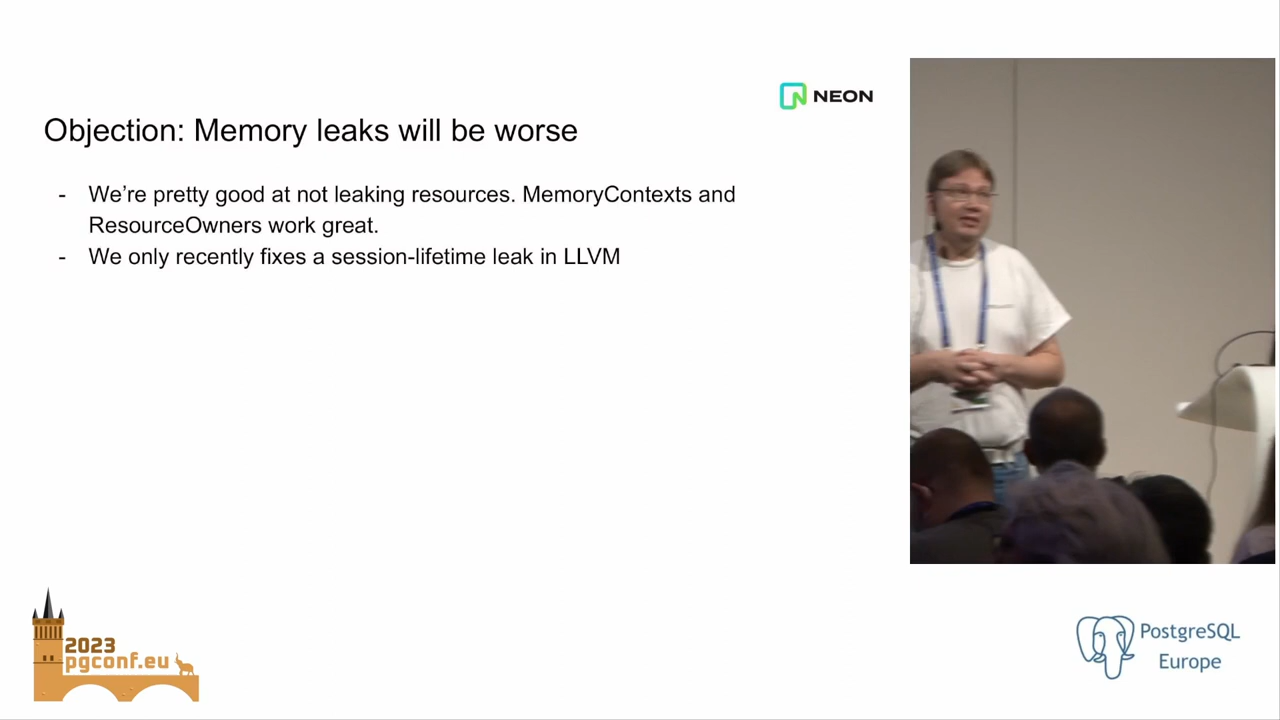 NEON
Objection: Memory leaks will be worse
- We're pretty good at not leaking resources. MemoryContexts and
ResourceOwners work great.
- We only recently fixes a session-lifetime leak in LLVM
2023
pgconf.eu
PostgreSQL
Europe